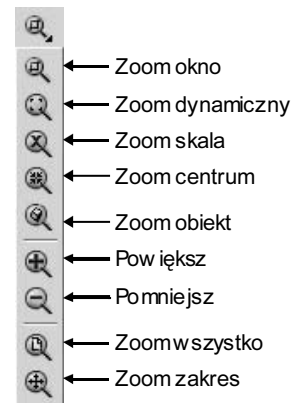 Zoom okno
Zoom dynamiczny
Zoom skala
Zoom centrum
Zoom obiekt
Powiększ
Pomniejsz
Zoom wszystko
Zoom zakres